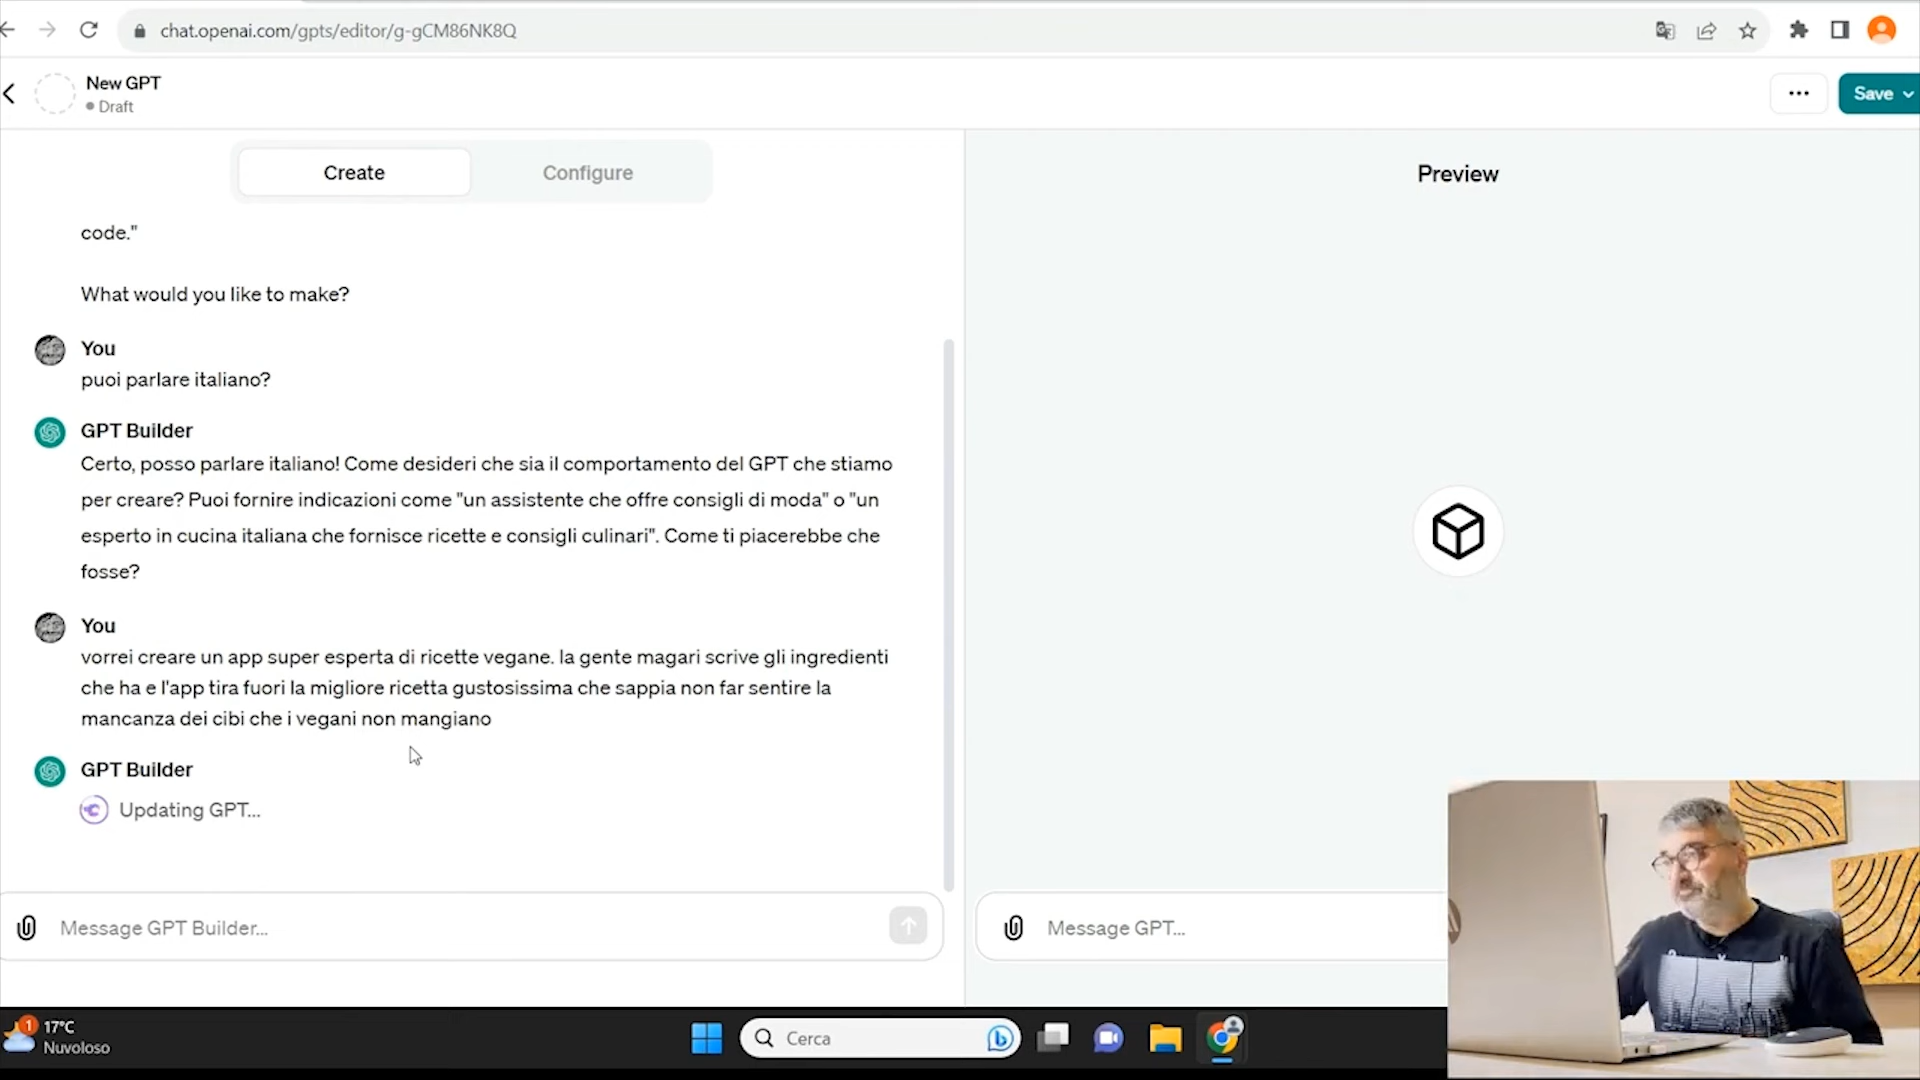 chat.openai.com/gpts/editor/g-gCM86NK8Q
New GPT
Draft
Save
Create
Configure
Preview
code."
What would you like to make?
You
puoi parlare italiano?
GPT Builder
Certo, posso parlare italiano! Come desideri che sia il comportamento del GPT che stiamo
per creare? Puoi fornire indicazioni come "un assistente che offre consigli di moda" o "un
esperto in cucina italiana che fornisce ricette e consigli culinari". Come ti piacerebbe che
fosse?
You
vorrei creare un app super esperta di ricette vegane. la gente magari scrive gli ingredienti
che ha e l'app tira fuori la migliore ricetta gustosissima che sappia non far sentire la
mancanza dei cibi che i vegani non mangiano
GPT Builder
Updating GPT...
Message GPT Builder...
Message GPT...
1
17°C
Nuvoloso
Cerca